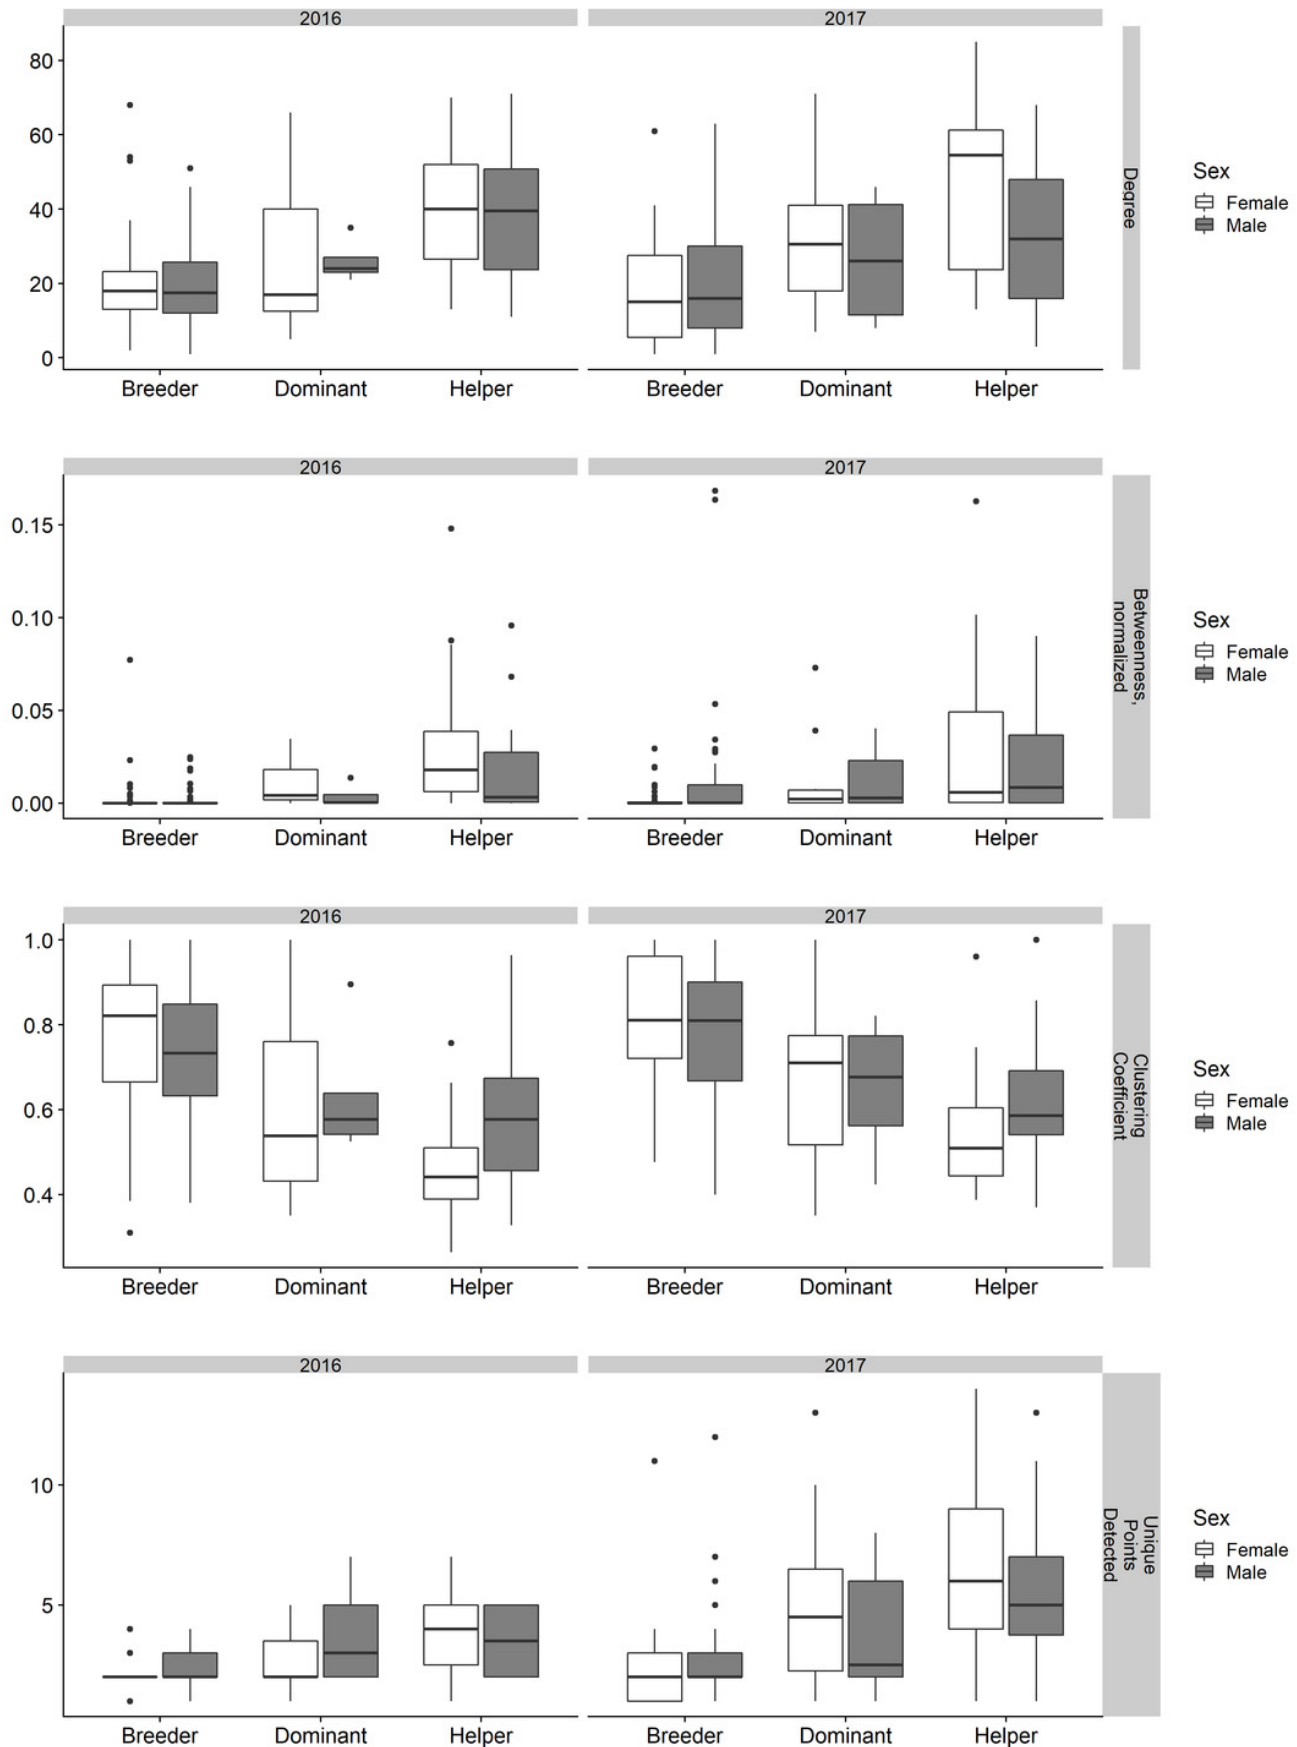 2016 2017
80
60
40
20
0
Degree
Sex
Female
Male
Breeder Dominant Helper Breeder Dominant Helper
2016 2017
0.15
0.10
0.05
0.00
Betweenness,
normalized
Sex
Female
Male
Breeder Dominant Helper Breeder Dominant Helper
2016 2017
1.0
0.8
0.6
0.4
Clustering
Coefficient
Sex
Female
Male
Breeder Dominant Helper Breeder Dominant Helper
2016 2017
10
5
Unique
Points
Detected
Sex
Female
Male
Breeder Dominant Helper Breeder Dominant Helper